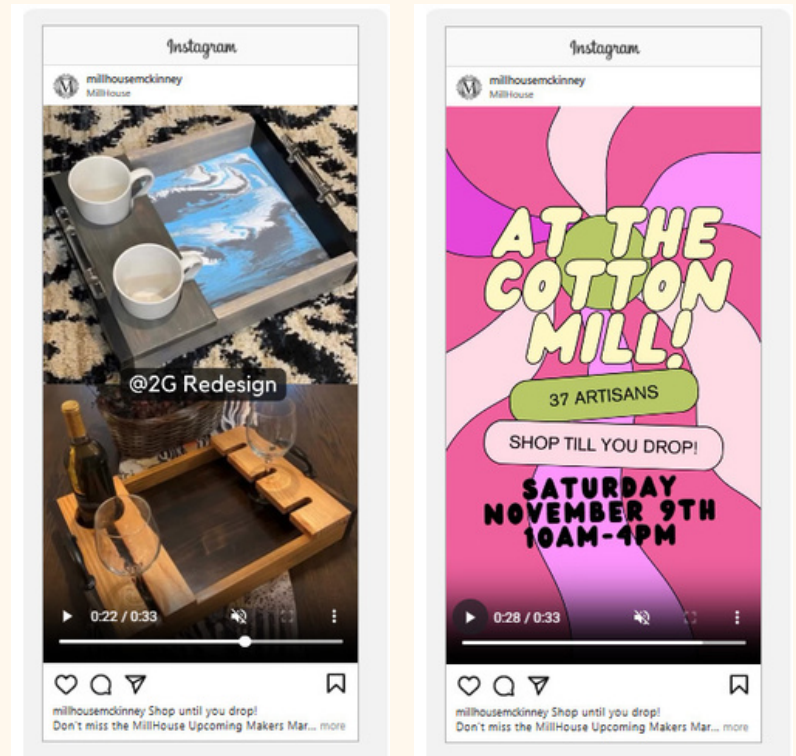 Instagram
millhousemckinney
MillHouse
@2G Redesign
0:22 / 0:33
millhousemckinney Shop until you drop!
Don't miss the MillHouse Upcoming Makers Mar... more
Instagram
millhousemckinney
MillHouse
AT THE
COTTON
MILL!
37 ARTISANS
SHOP TILL YOU DROP!
SATURDAY
NOVEMBER 9TH
10AM-4PM
0:28 / 0:33
millhousemckinney Shop until you drop!
Don't miss the MillHouse Upcoming Makers Mar... more